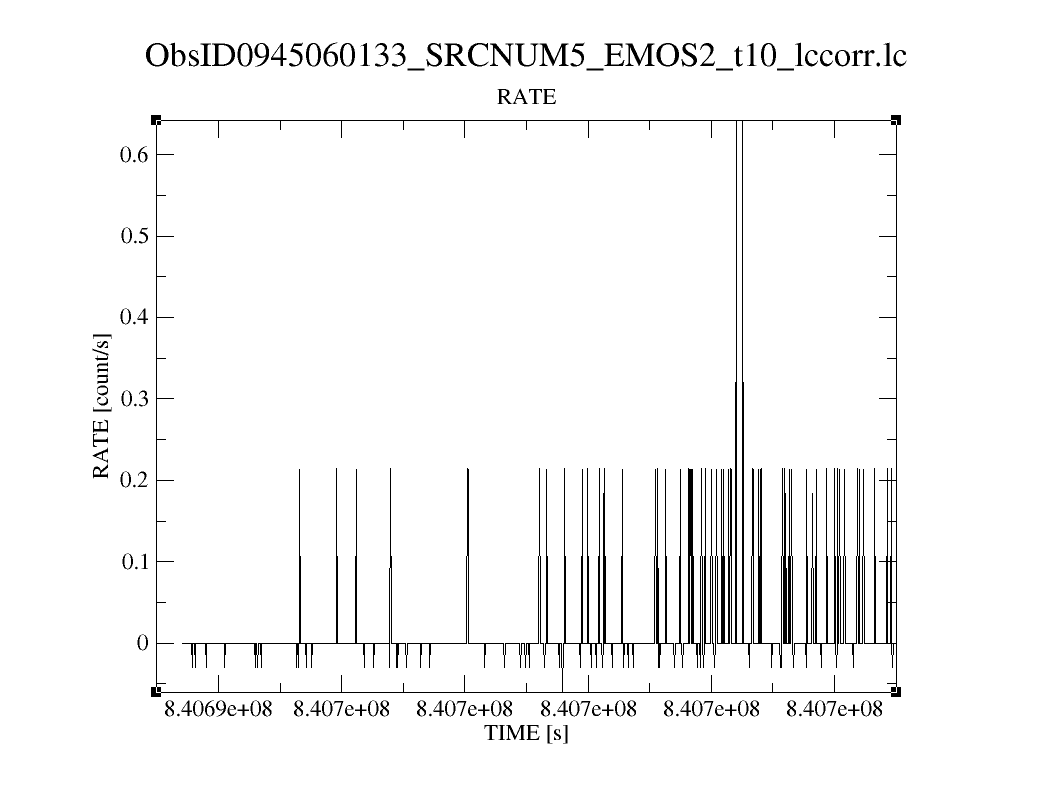 ObsID0945060133_SRCNUM5_EMOS2_t10_lccorr.lc
RATE
0.6
0.5
0.4
0.3
0.2
0.1
0
RATE [count/s]
8.4069e+08 8.407e+08 8.407e+08 8.407e+08 8.407e+08 8.407e+08
TIME [s]